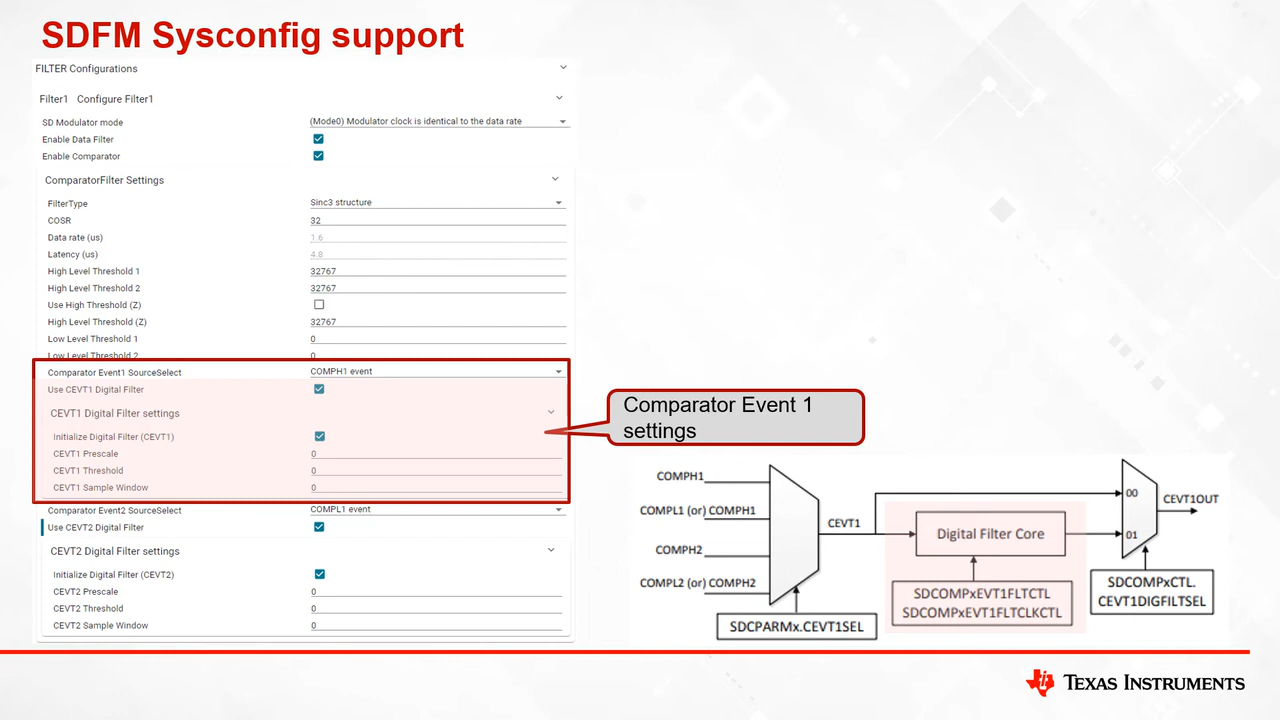 SDFM Sysconfig support
FILTER Configurations
Filter1 Configure Filter1
SD Modulator mode (Mode0) Modulator clock is identical to the data rate
Enable Data Filter
Enable Comparator
ComparatorFilter Settings
FilterType Sinc3 structure
COSR 32
Data rate (us) 1.6
Latency (us) 4.8
High Level Threshold 1 32767
High Level Threshold 2 32767
Use High Threshold (Z)
High Level Threshold (Z) 32767
Low Level Threshold 1 0
Low Level Threshold 2 0
Comparator Event1 SourceSelect COMPH1 event
Use CEVT1 Digital Filter
CEVT1 Digital Filter settings
Initialize Digital Filter (CEVT1)
CEVT1 Prescale 0
CEVT1 Threshold 0
CEVT1 Sample Window 0
Comparator Event2 SourceSelect COMPL1 event
Use CEVT2 Digital Filter
CEVT2 Digital Filter settings
Initialize Digital Filter (CEVT2)
CEVT2 Prescale 0
CEVT2 Threshold 0
CEVT2 Sample Window 0
Comparator Event 1
settings
COMPH1
COMPL1 (or) COMPH1
COMPH2
COMPL2 (or) COMPH2
CEVT1
SDCPARMx.CEVT1SEL
Digital Filter Core
SDCOMPxEVT1FLTCTL
SDCOMPxEVT1FLTCLKCTL
00
01
CEVT1OUT
SDCOMPxCTL.
CEVT1DIGFILTSEL
TEXAS INSTRUMENTS